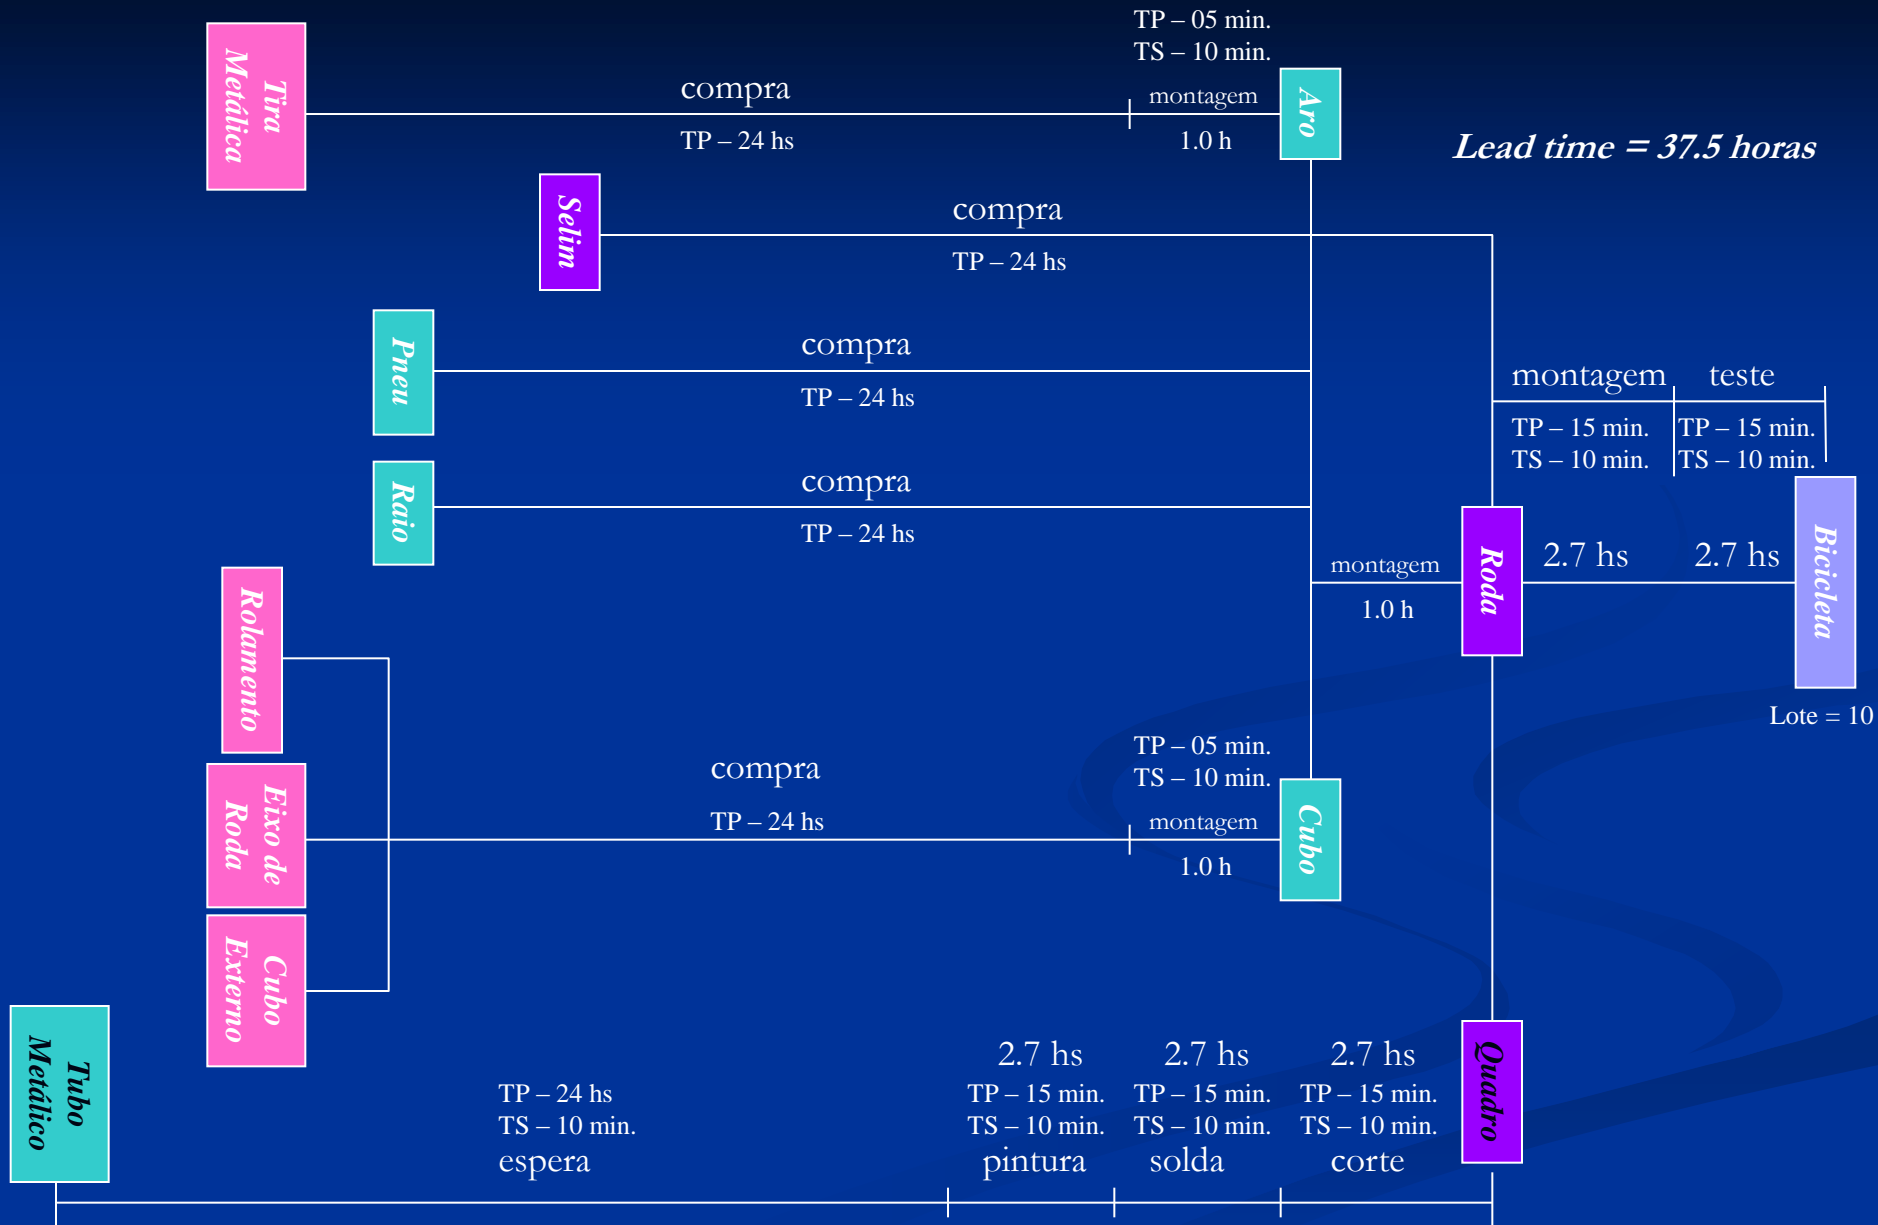 TP – 05 min.
TS – 10 min.
Tira
Metálica
compra
TP – 24 hs
montagem
1.0 h
Aro
Lead time = 37.5 horas
Selim
compra
TP – 24 hs
Pneu
compra
TP – 24 hs
montagem
teste
TP – 15 min.
TS – 10 min.
TP – 15 min.
TS – 10 min.
Raio
compra
TP – 24 hs
montagem
1.0 h
Roda
2.7 hs
2.7 hs
Bicicleta
Lote = 10
Rolamento
Eixo de
Roda
Cubo
Externo
compra
TP – 24 hs
TP – 05 min.
TS – 10 min.
montagem
1.0 h
Cubo
Tubo
Metálico
TP – 24 hs
TS – 10 min.
espera
2.7 hs
TP – 15 min.
TS – 10 min.
pintura
2.7 hs
TP – 15 min.
TS – 10 min.
solda
2.7 hs
TP – 15 min.
TS – 10 min.
corte
Quadro